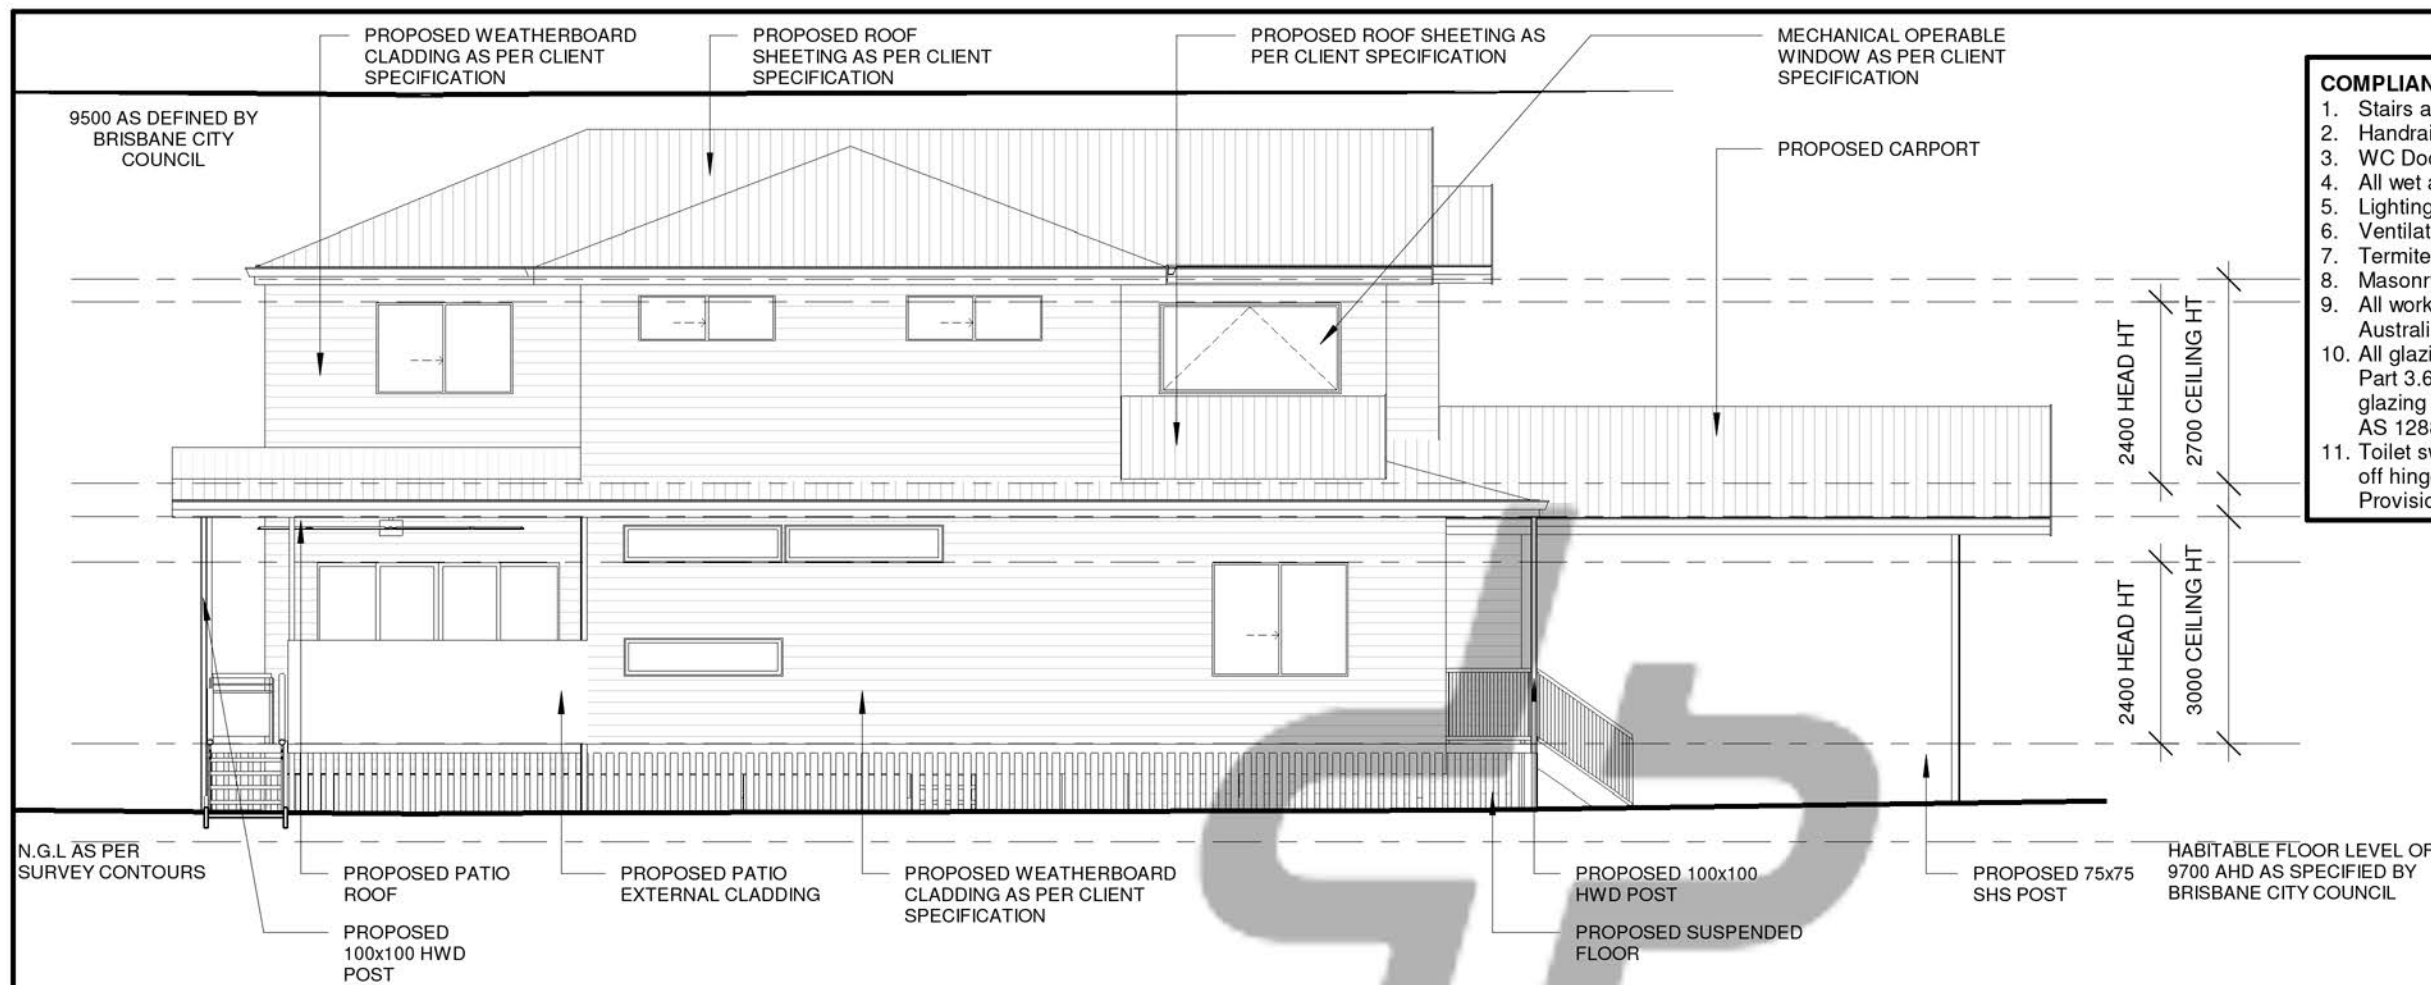 PROPOSED WEATHERBOARD
CLADDING AS PER CLIENT
SPECIFICATION
PROPOSED ROOF
SHEETING AS PER CLIENT
SPECIFICATION
PROPOSED ROOF SHEETING AS
PER CLIENT SPECIFICATION
MECHANICAL OPERABLE
WINDOW AS PER CLIENT
SPECIFICATION
9500 AS DEFINED BY
BRISBANE CITY
COUNCIL
PROPOSED CARPORT
COMPLIAN
1. Stairs a
2. Handrai
3. WC Doo
4. All wet a
5. Lighting
6. Ventilat
7. Termite
8. Masonr
9. All work
Australi
10. All glazi
Part 3.6
glazing
AS 1288
11. Toilet sw
off hing
Provisio
2400 HEAD HT
2700 CEILING HT
2400 HEAD HT
3000 CEILING HT
N.G.L AS PER
SURVEY CONTOURS
PROPOSED PATIO
ROOF
PROPOSED
100x100 HWD
POST
PROPOSED PATIO
EXTERNAL CLADDING
PROPOSED WEATHERBOARD
CLADDING AS PER CLIENT
SPECIFICATION
PROPOSED 100x100
HWD POST
PROPOSED SUSPENDED
FLOOR
PROPOSED 75x75
SHS POST
HABITABLE FLOOR LEVEL OF
9700 AHD AS SPECIFIED BY
BRISBANE CITY COUNCIL